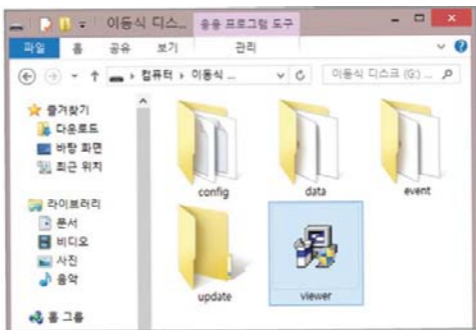 이동식 디스...
응용 프로그램 도구
파일
홈
공유
보기
관리
컴퓨터
이동식 ...
이동식 디스크 (G:) ...
즐겨찾기
다운로드
바탕 화면
최근 위치
라이브러리
문서
비디오
사진
음악
홈 그룹
config
data
event
update
viewer